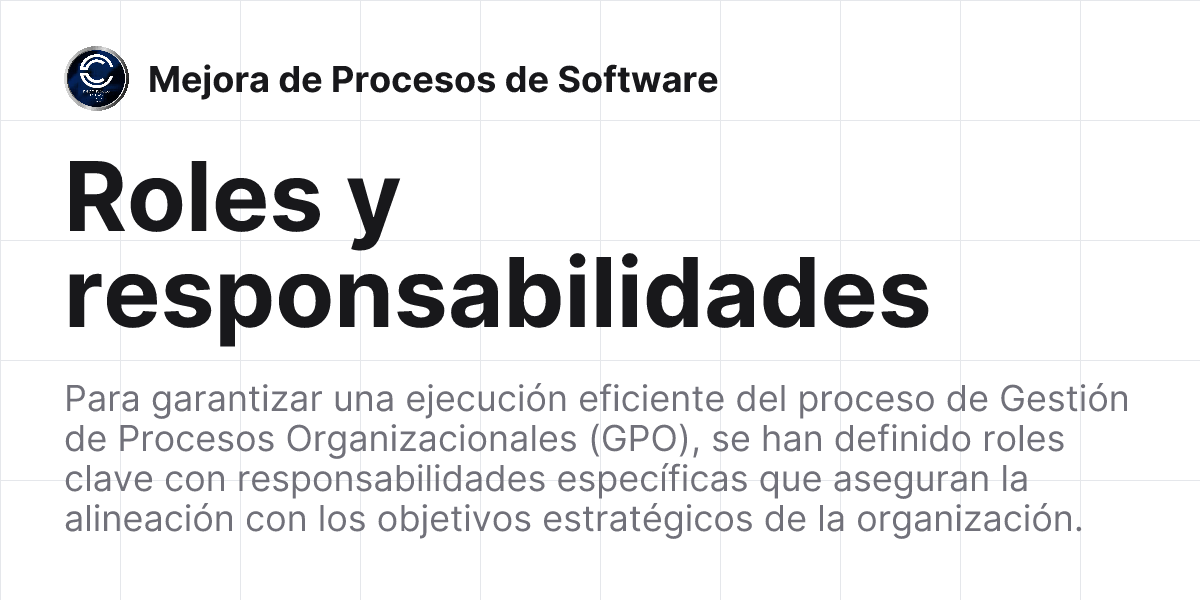 Mejora de Procesos de Software
Roles y
responsabilidades
Para garantizar una ejecución eficiente del proceso de Gestión
de Procesos Organizacionales (GPO), se han definido roles
clave con responsabilidades específicas que aseguran la
alineación con los objetivos estratégicos de la organización.